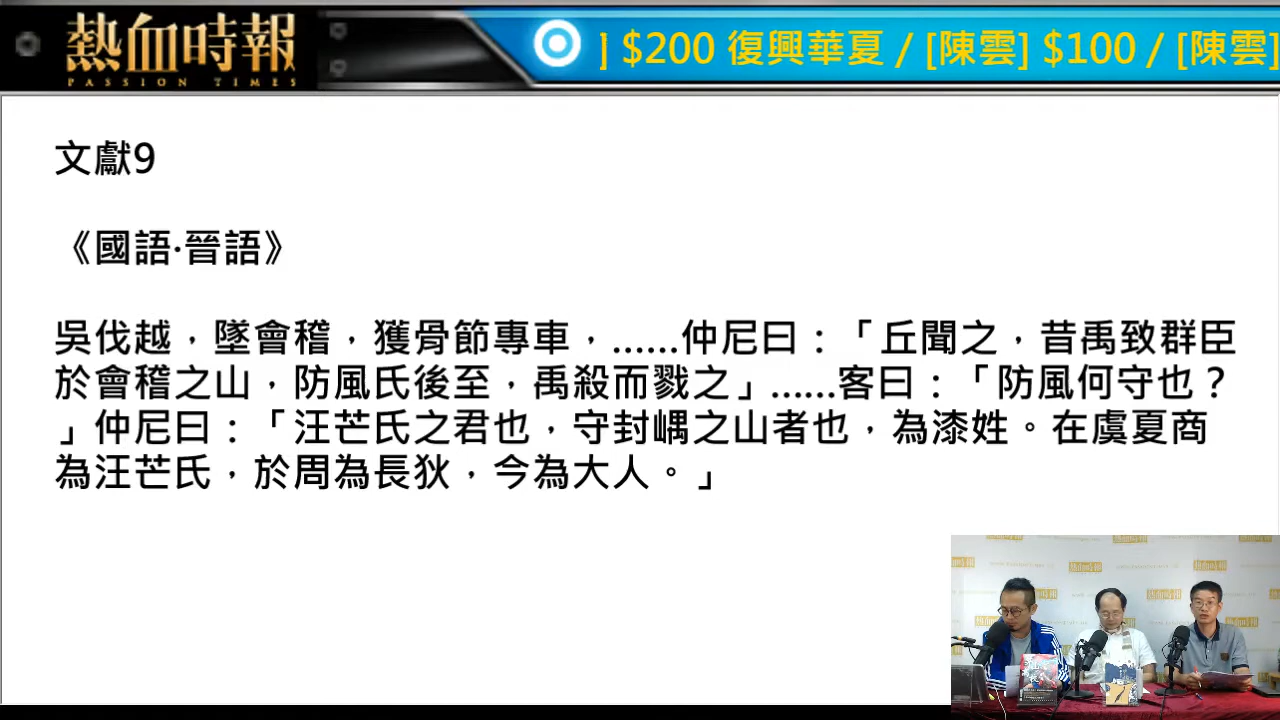 熱血時報
PASSION TIMES
] $200 復興華夏 / [陳雲] $100 / [陳雲]
文獻9
《國語·晉語》
吳伐越，墜會稽，獲骨節專車，……仲尼曰：「丘聞之，昔禹致群臣
於會稽之山，防風氏後至，禹殺而戮之」……客曰：「防風何守也？
」仲尼曰：「汪芒氏之君也，守封嵎之山者也，為漆姓。在虞夏商
為汪芒氏，於周為長狄，今為大人。」